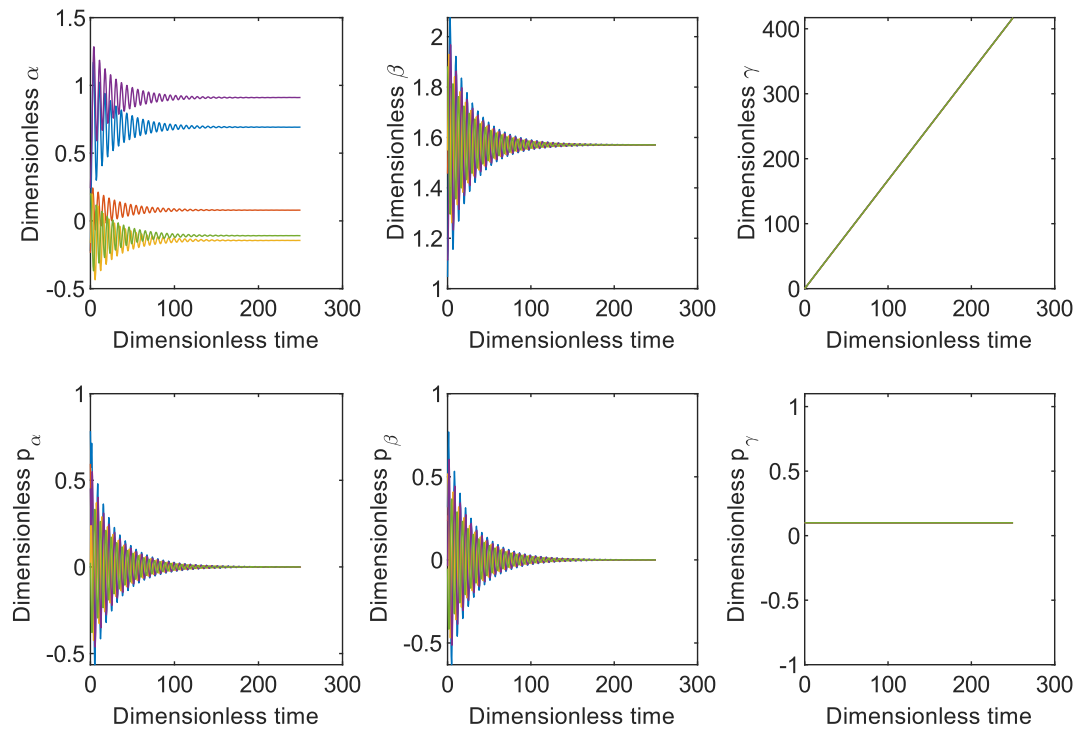 Dimensionless α
1.5
1
0.5
0
-0.5
0 100 200 300
Dimensionless time
Dimensionless β
2
1.8
1.6
1.4
1.2
1
0 100 200 300
Dimensionless time
Dimensionless γ
400
300
200
100
0
0 100 200 300
Dimensionless time
Dimensionless p_α
1
0.5
0
-0.5
0 100 200 300
Dimensionless time
Dimensionless p_β
1
0.5
0
-0.5
0 100 200 300
Dimensionless time
Dimensionless p_γ
1
0.5
0
-0.5
-1
0 100 200 300
Dimensionless time